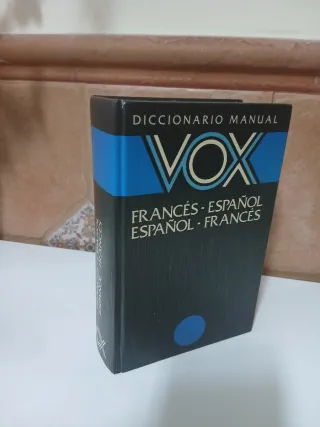 DICCIONARIO MANUAL
VOX
FRANCÉS - ESPAÑOL
ESPAÑOL - FRANCÉS